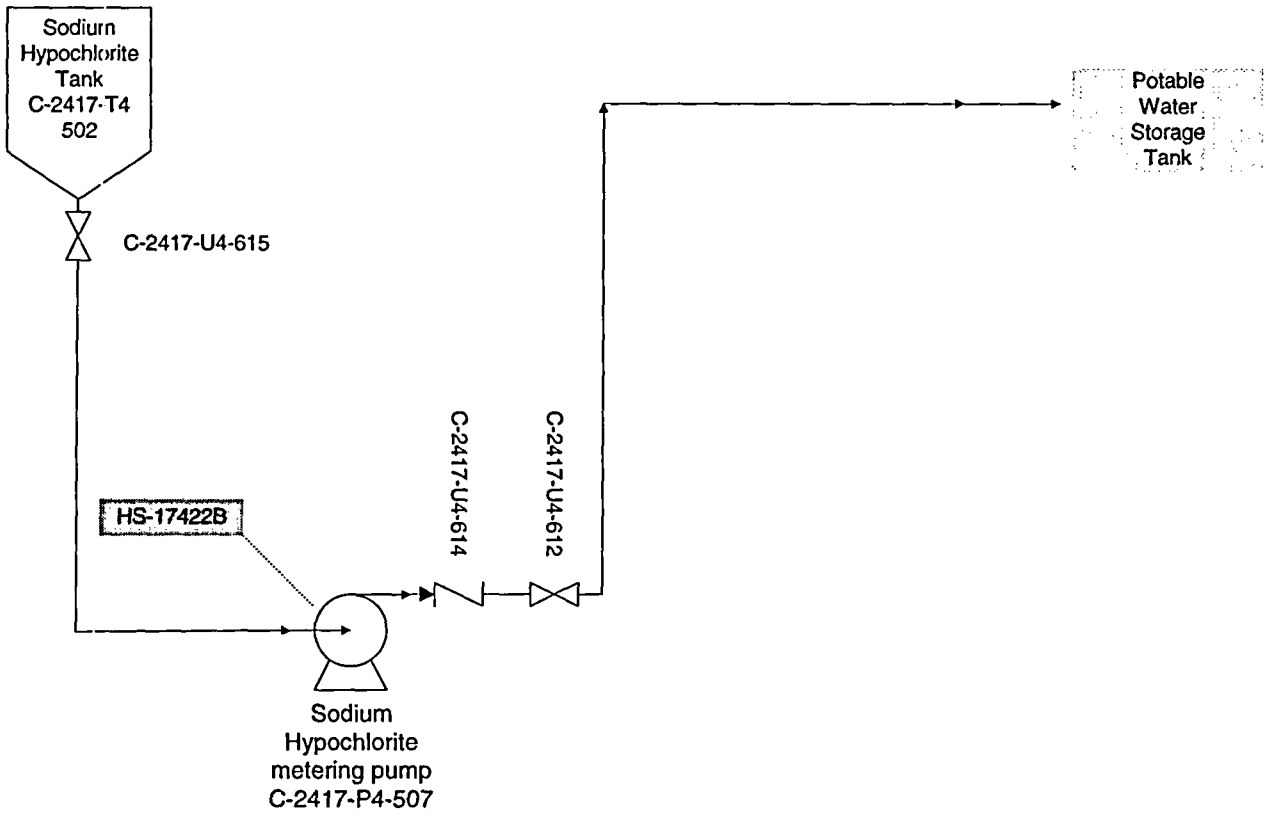 Sodium
Hypochlorite
Tank
C-2417-T4
502
Potable
Water
Storage
Tank
C-2417-U4-615
C-2417-U4-614
C-2417-U4-612
HS-17422B
Sodium
Hypochlorite
metering pump
C-2417-P4-507